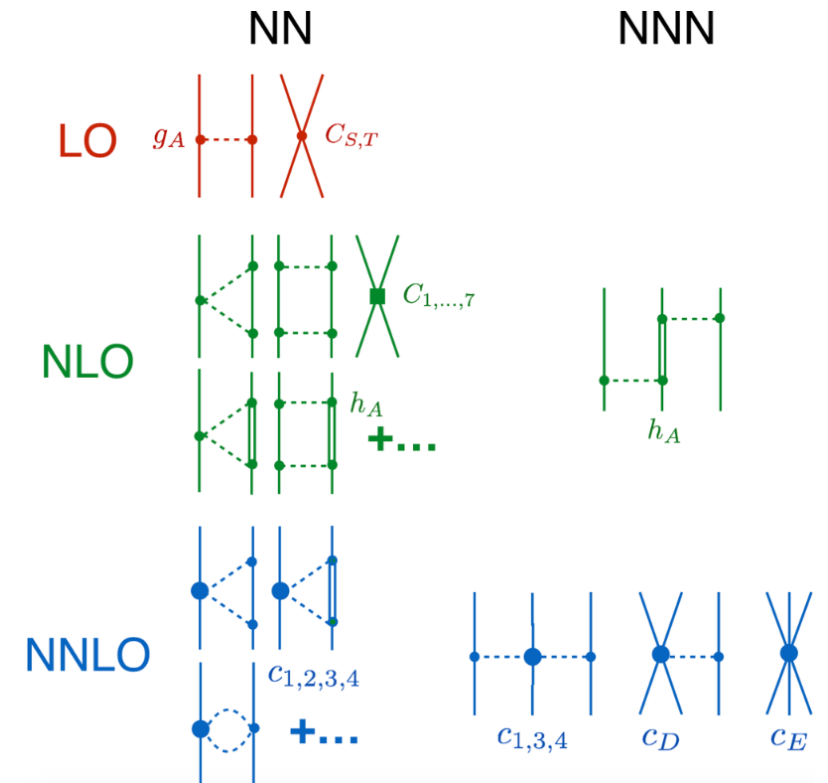 NN NNN
LO g_A C_{S,T}
C_{1,...,7}
NLO
h_A
+...
h_A
NNLO
c_{1,2,3,4}
+...
c_{1,3,4} c_D c_E